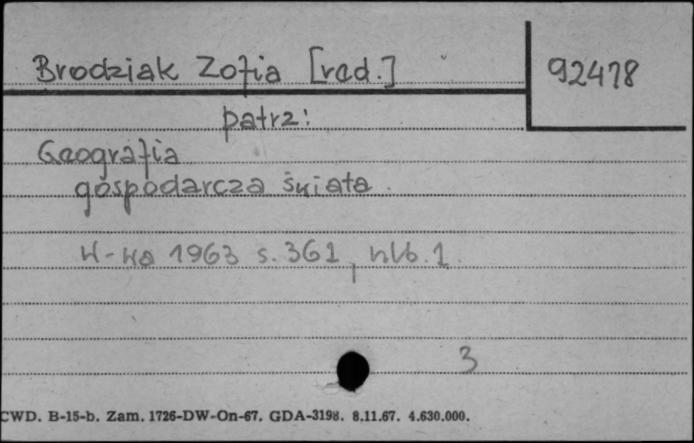 Brodziak Zofia [red.] 92478
patrz:
Geografia
gospodarcza świata.
W-wa 1963 s. 361, nlb. 1.
3
CWD. B-15-b. Zam. 1726-DW-On-67. GDA-3198. 8.11.67. 4.630.000.